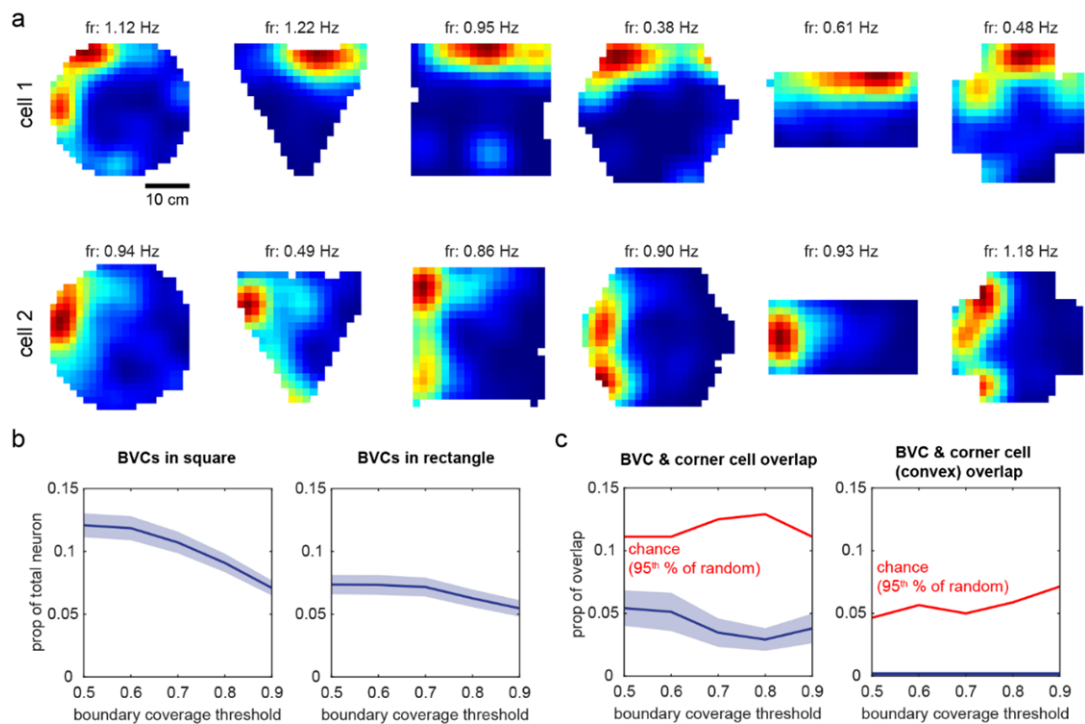 a
fr: 1.12 Hz fr: 1.22 Hz fr: 0.95 Hz fr: 0.38 Hz fr: 0.61 Hz fr: 0.48 Hz
cell 1
10 cm
fr: 0.94 Hz fr: 0.49 Hz fr: 0.86 Hz fr: 0.90 Hz fr: 0.93 Hz fr: 1.18 Hz
cell 2
b
BVCs in square
prop of total neuron
0.15
0.1
0.05
0
0.5 0.6 0.7 0.8 0.9
boundary coverage threshold
BVCs in rectangle
0.15
0.1
0.05
0
0.5 0.6 0.7 0.8 0.9
boundary coverage threshold
c
BVC & corner cell overlap
prop of overlap
0.15
0.1
0.05
0
chance
(95th % of random)
0.5 0.6 0.7 0.8 0.9
boundary coverage threshold
BVC & corner cell
(convex) overlap
0.15
0.1
0.05
0
chance
(95th % of random)
0.5 0.6 0.7 0.8 0.9
boundary coverage threshold